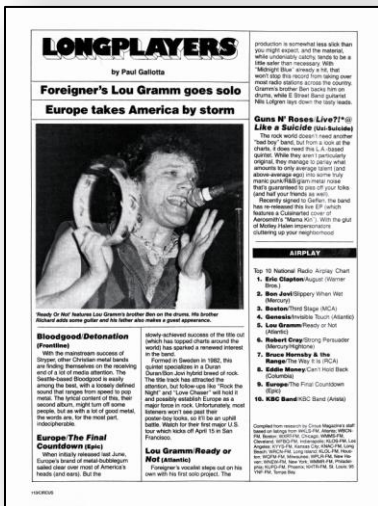 LONGPLAYERS
by Paul Gallotta
Foreigner's Lou Gramm goes solo
Europe takes America by storm
'Ready Or Not' features Lou Gramm's brother Ben on the drums. His brother
Richard adds some guitar and his father also makes a guest appearance.
Bloodgood/Detonation
(Frontline)
With the mainstream success of
Stryper, other Christian metal bands
are finding themselves on the receiving
end of a lot of media attention. The
Seattle-based Bloodgood is easily
among the best, with a loosely defined
sound that ranges from speed to pop
metal. The lyrical content of this, their
second album, might turn off some
people, but as with a lot of good metal,
the words are, for the most part,
indecipherable.
Europe/The Final
Countdown (Epic)
When initially released last June,
Europe's brand of metal-bubblegum
sailed clear over most of America's
heads (and ears). But the
slowly-achieved success of the title cut
(which has topped charts around the
world) has sparked a renewed interest
in the band.
Formed in Sweden in 1982, this
quintet specializes in a Duran
Duran/Bon Jovi hybrid breed of rock.
The title track has attracted the
attention, but follow-ups like "Rock the
Night" and "Love Chaser" will hold it
and possibly establish Europe as a
major force in rock. Unfortunately, most
listeners won't see past their
poster-boy looks, so it'll be an uphill
battle. Watch for their first major U.S.
tour which kicks off April 15 in San
Francisco.
Lou Gramm/Ready or
Not (Atlantic)
Foreigner's vocalist steps out on his
own with his first solo project. The
production is somewhat less slick than
you might expect, and the material,
while undeniably catchy, tends to be a
little safer than necessary. With
"Midnight Blue" already a hit, that
won't stop this record from taking over
most radio stations across the country.
Gramm's brother Ben backs him on
drums, while E Street Band guitarist
Nils Lofgren lays down the tasty leads.
Guns N' Roses/Live?!*@
Like a Suicide (Uzi-Suicide)
The rock world doesn't need another
"bad boy" band, but from a look at the
charts, it does need this L.A.-based
quintet. While they aren't particularly
original, they manage to parlay what
amounts to only average talent (and
above-average ego) into some truly
manic punk/R&B/glam metal noise
that's guaranteed to piss off your folks
(and half your friends as well).
Recently signed to Geffen, the band
has re-released this live EP (which
features a Cuisinarted cover of
Aerosmith's "Mama Kin"). With the glut
of Motley Halen impersonators
cluttering up your neighborhood
AIRPLAY
Top 10 National Radio Airplay Chart
1. Eric Clapton/August (Warner
Bros.)
2. Bon Jovi/Slippery When Wet
(Mercury)
3. Boston/Third Stage (MCA)
4. Genesis/Invisible Touch (Atlantic)
5. Lou Gramm/Ready or Not
(Atlantic)
6. Robert Cray/Strong Persuader
(Mercury/Hightone)
7. Bruce Hornsby & the
Range/The Way It Is (RCA)
8. Eddie Money/Can't Hold Back
(Columbia)
9. Europe/The Final Countdown
(Epic)
10. KBC Band/KBC Band (Arista)
Compiled from research by Circus Magazine's staff